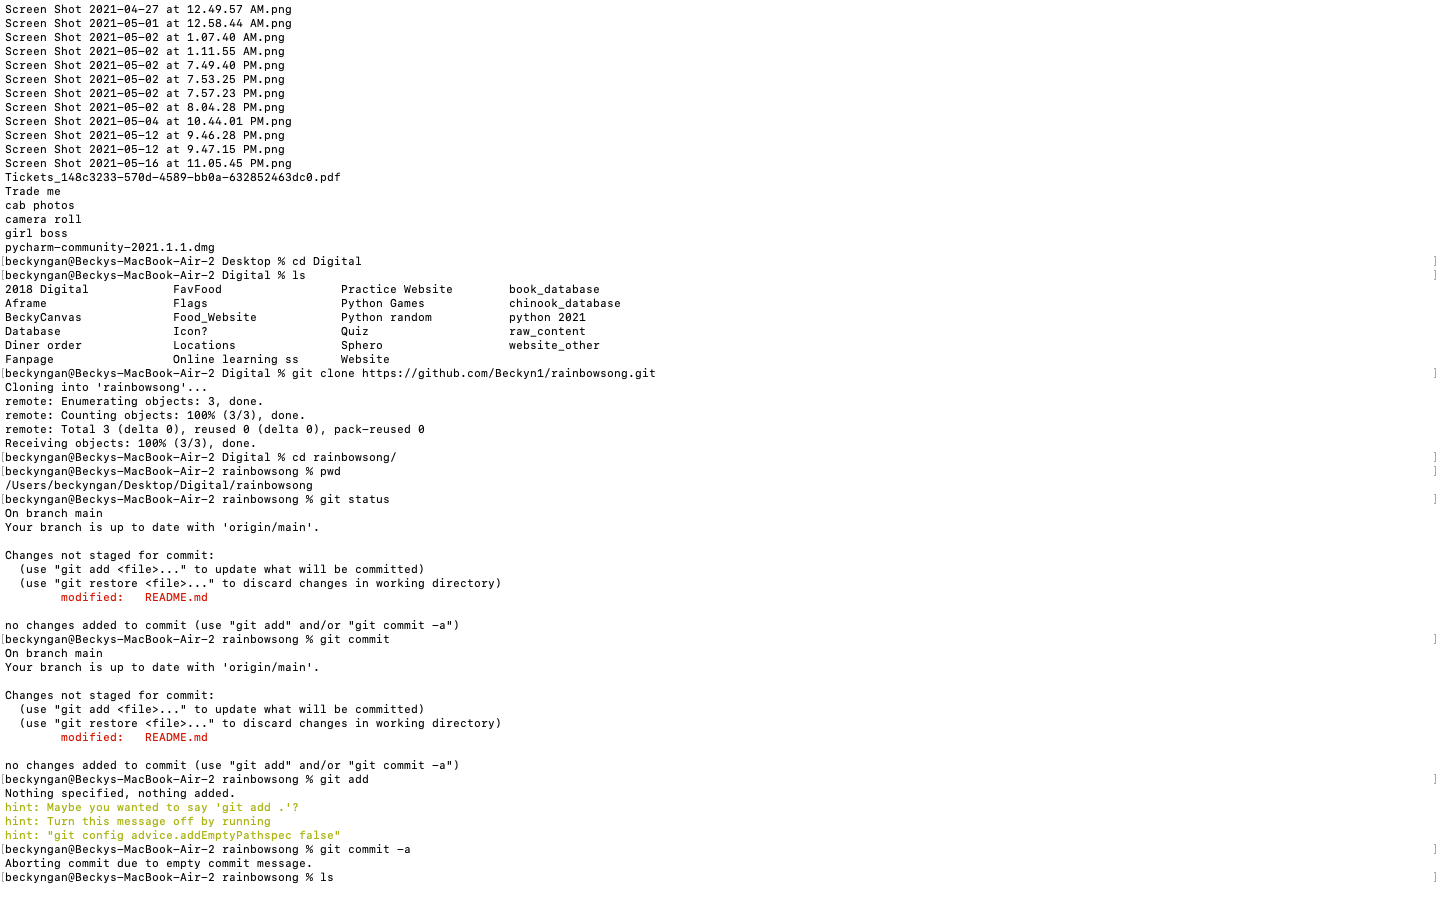 Screen Shot 2021-04-27 at 12.49.57 AM.png
Screen Shot 2021-05-01 at 12.58.44 AM.png
Screen Shot 2021-05-02 at 1.07.40 AM.png
Screen Shot 2021-05-02 at 1.11.55 AM.png
Screen Shot 2021-05-02 at 7.49.40 PM.png
Screen Shot 2021-05-02 at 7.53.25 PM.png
Screen Shot 2021-05-02 at 7.57.23 PM.png
Screen Shot 2021-05-02 at 8.04.28 PM.png
Screen Shot 2021-05-04 at 10.44.01 PM.png
Screen Shot 2021-05-12 at 9.46.28 PM.png
Screen Shot 2021-05-12 at 9.47.15 PM.png
Screen Shot 2021-05-16 at 11.05.45 PM.png
Tickets_148c3233-570d-4589-bb0a-632852463dc0.pdf
Trade me
cab photos
camera roll
girl boss
pycharm-community-2021.1.1.dmg
[beckyngan@Beckys-MacBook-Air-2 Desktop % cd Digital ]
[beckyngan@Beckys-MacBook-Air-2 Digital % ls ]
2018 Digital            FavFood                 Practice Website        book_database
Aframe                  Flags                   Python Games            chinook_database
BeckyCanvas             Food_Website            Python random           python 2021
Database                Icon?                   Quiz                    raw_content
Diner order             Locations               Sphero                  website_other
Fanpage                 Online learning ss      Website
[beckyngan@Beckys-MacBook-Air-2 Digital % git clone https://github.com/Beckyn1/rainbowsong.git ]
Cloning into 'rainbowsong'...
remote: Enumerating objects: 3, done.
remote: Counting objects: 100% (3/3), done.
remote: Total 3 (delta 0), reused 0 (delta 0), pack-reused 0
Receiving objects: 100% (3/3), done.
[beckyngan@Beckys-MacBook-Air-2 Digital % cd rainbowsong/ ]
[beckyngan@Beckys-MacBook-Air-2 rainbowsong % pwd ]
/Users/beckyngan/Desktop/Digital/rainbowsong
[beckyngan@Beckys-MacBook-Air-2 rainbowsong % git status ]
On branch main
Your branch is up to date with 'origin/main'.

Changes not staged for commit:
  (use "git add <file>..." to update what will be committed)
  (use "git restore <file>..." to discard changes in working directory)
        modified:   README.md

no changes added to commit (use "git add" and/or "git commit -a")
[beckyngan@Beckys-MacBook-Air-2 rainbowsong % git commit ]
On branch main
Your branch is up to date with 'origin/main'.

Changes not staged for commit:
  (use "git add <file>..." to update what will be committed)
  (use "git restore <file>..." to discard changes in working directory)
        modified:   README.md

no changes added to commit (use "git add" and/or "git commit -a")
[beckyngan@Beckys-MacBook-Air-2 rainbowsong % git add ]
Nothing specified, nothing added.
hint: Maybe you wanted to say 'git add .'?
hint: Turn this message off by running
hint: "git config advice.addEmptyPathspec false"
[beckyngan@Beckys-MacBook-Air-2 rainbowsong % git commit -a ]
Aborting commit due to empty commit message.
[beckyngan@Beckys-MacBook-Air-2 rainbowsong % ls ]